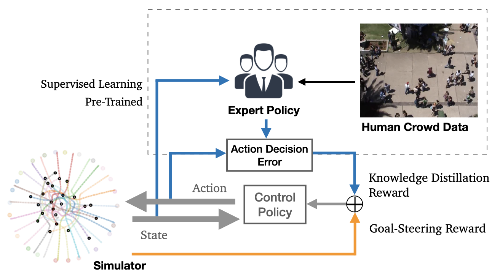 Supervised Learning
Pre-Trained
Expert Policy
Human Crowd Data
Action Decision
Error
Knowledge Distillation
Reward
Action
Control
Policy
State
Goal-Steering Reward
Simulator